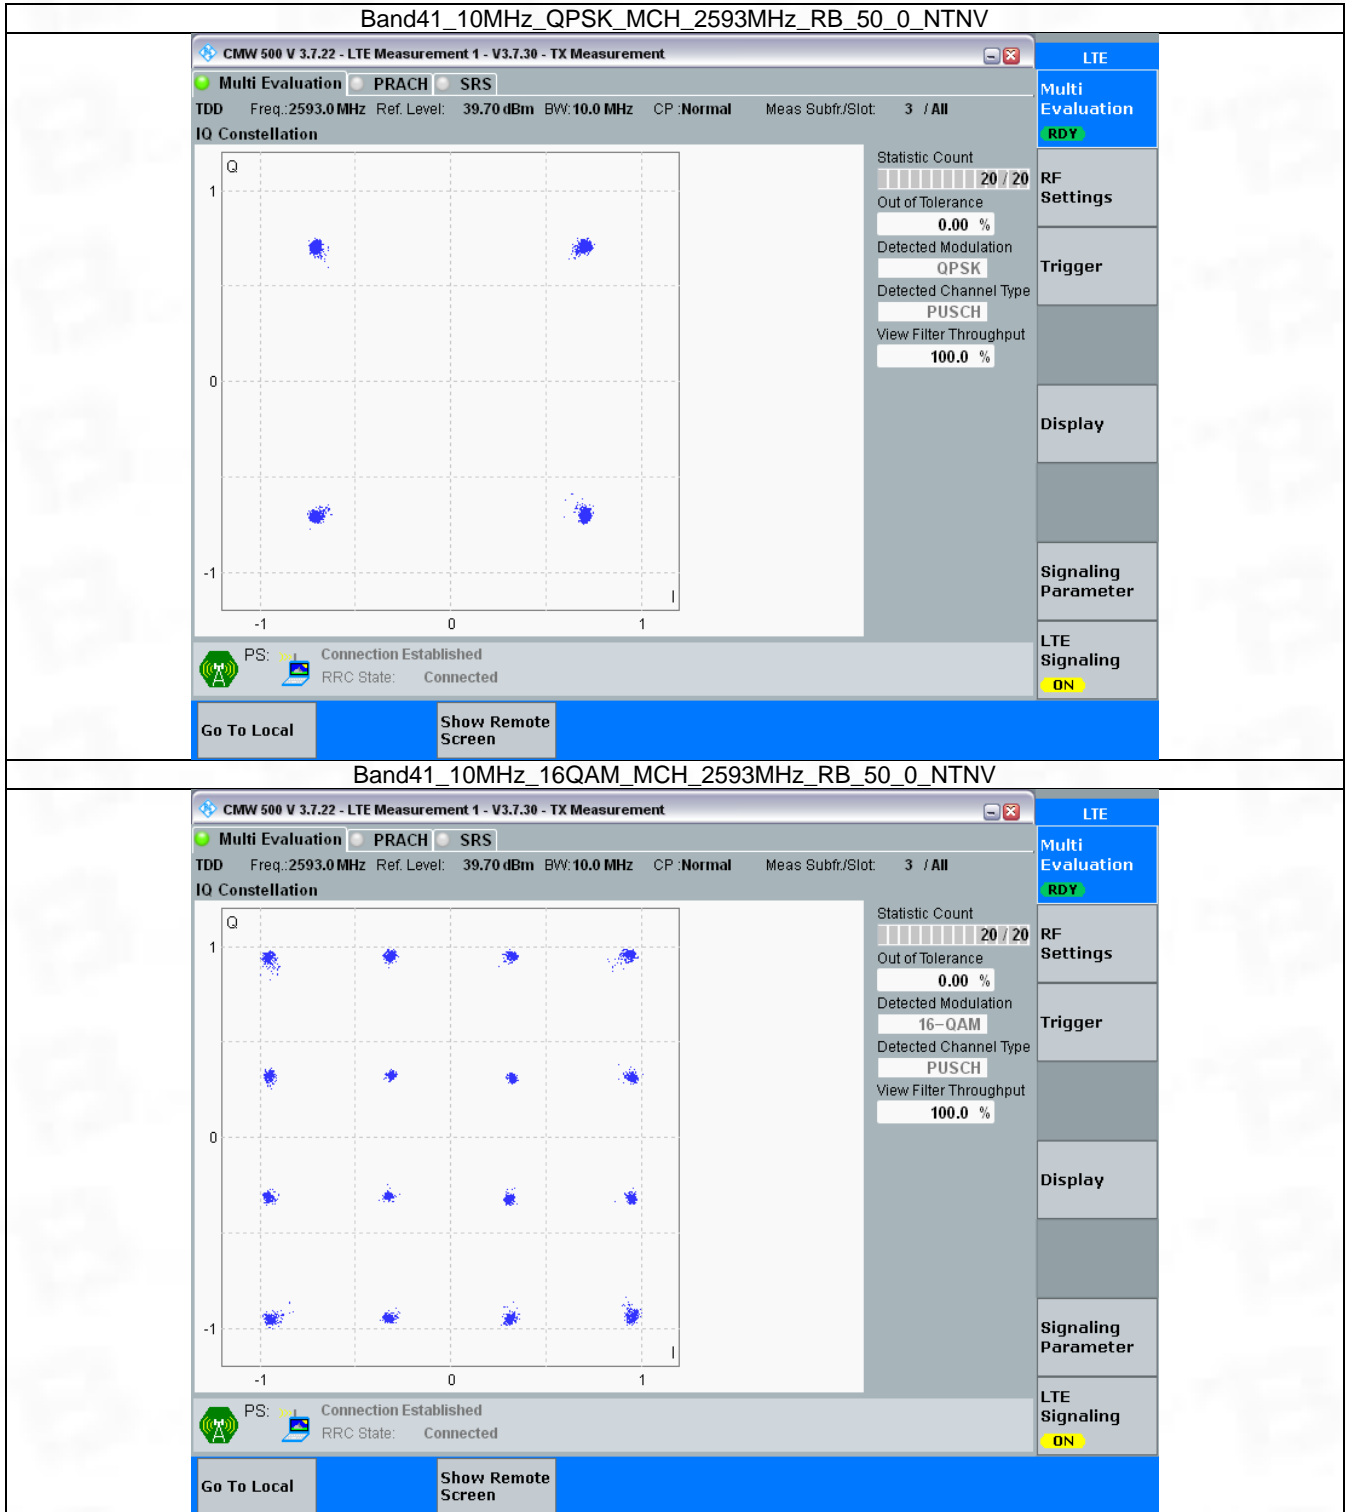 Band41_10MHz_QPSK_MCH_2593MHz_RB_50_0_NTNV
CMW 500 V 3.7.22 - LTE Measurement 1 - V3.7.30 - TX Measurement
LTE
Multi Evaluation PRACH SRS
Multi
Evaluation
RDY
TDD Freq.:2593.0 MHz Ref. Level: 39.70 dBm BW:10.0 MHz CP :Normal Meas Subfr./Slot: 3 / All
IQ Constellation
Q
1
0
-1
I
-1 0 1
Statistic Count
20 / 20
Out of Tolerance
0.00 %
Detected Modulation
QPSK
Detected Channel Type
PUSCH
View Filter Throughput
100.0 %
RF
Settings
Trigger
Display
Signaling
Parameter
LTE
Signaling
ON
PS: Connection Established
RRC State: Connected
Go To Local
Show Remote
Screen
Band41_10MHz_16QAM_MCH_2593MHz_RB_50_0_NTNV
CMW 500 V 3.7.22 - LTE Measurement 1 - V3.7.30 - TX Measurement
LTE
Multi Evaluation PRACH SRS
Multi
Evaluation
RDY
TDD Freq.:2593.0 MHz Ref. Level: 39.70 dBm BW:10.0 MHz CP :Normal Meas Subfr./Slot: 3 / All
IQ Constellation
Q
1
0
-1
I
-1 0 1
Statistic Count
20 / 20
Out of Tolerance
0.00 %
Detected Modulation
16-QAM
Detected Channel Type
PUSCH
View Filter Throughput
100.0 %
RF
Settings
Trigger
Display
Signaling
Parameter
LTE
Signaling
ON
PS: Connection Established
RRC State: Connected
Go To Local
Show Remote
Screen